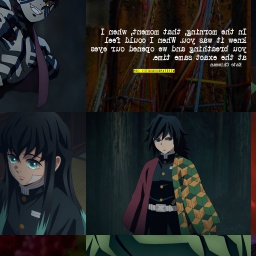 In the morning, that moment, when I
knew it was you. When I could feel
you breathing and we opened our eyes
at the exact same time.